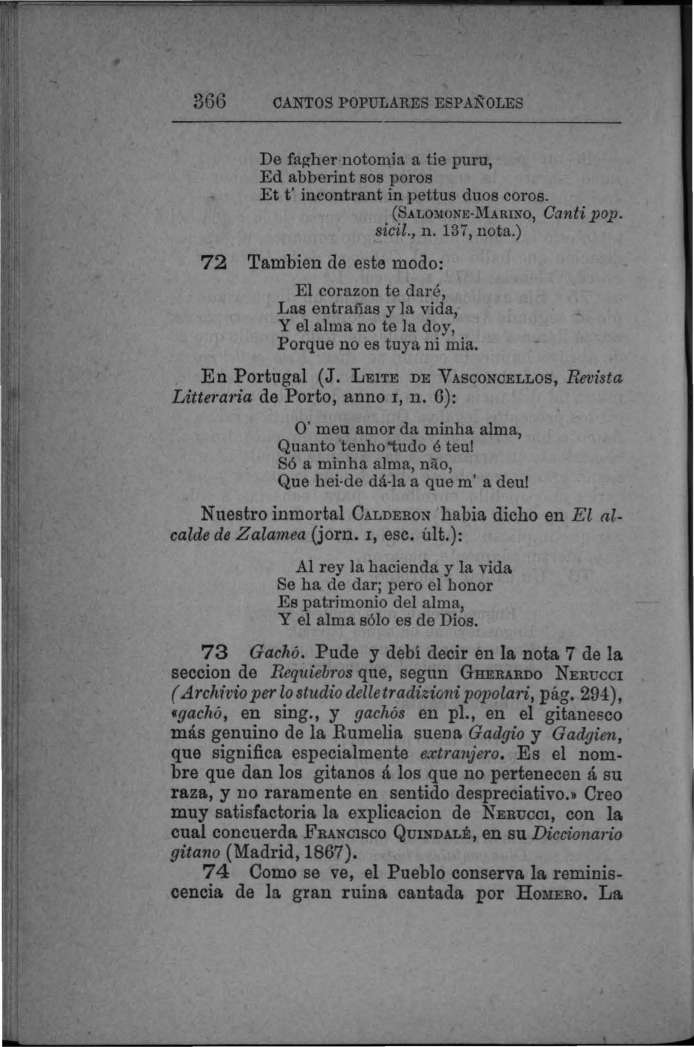 366 CANTOS POPULARES ESPAÑOLES
De fagher notomia a tie puru,
Ed abberint sos poros
Et t' incontrant in pettus duos coros.
(SALOMONE-MARINO, Canti pop.
sicil., n. 137, nota.)
72 Tambien de este modo:
El corazon te daré,
Las entrañas y la vida,
Y el alma no te la doy,
Porque no es tuya ni mia.
En Portugal (J. LEITE DE VASCONCELLOS, Revista
Litteraria de Porto, anno I, n. 6):
O' meu amor da minha alma,
Quanto tenho tudo é teu!
Só a minha alma, não,
Que hei-de dá-la a que m' a deu!
Nuestro inmortal CALDERON habia dicho en El al-
calde de Zalamea (jorn. I, esc. últ.):
Al rey la hacienda y la vida
Se ha de dar; pero el honor
Es patrimonio del alma,
Y el alma sólo es de Dios.
73 Gachó. Pude y debí decir en la nota 7 de la
seccion de Requiebros que, segun GHERARDO NERUCCI
(Archivio per lo studio delle tradizioni popolari, pág. 294),
«gachó, en sing., y gachós en pl., en el gitanesco
más genuino de la Rumelia suena Gadgio y Gadgien,
que significa especialmente extranjero. Es el nom-
bre que dan los gitanos á los que no pertenecen á su
raza, y no raramente en sentido despreciativo.» Creo
muy satisfactoria la explicacion de NERUCCI, con la
cual concuerda FRANCISCO QUINDALÉ, en su Diccionario
gitano (Madrid, 1867).
74 Como se ve, el Pueblo conserva la reminis-
cencia de la gran ruina cantada por HOMERO. La